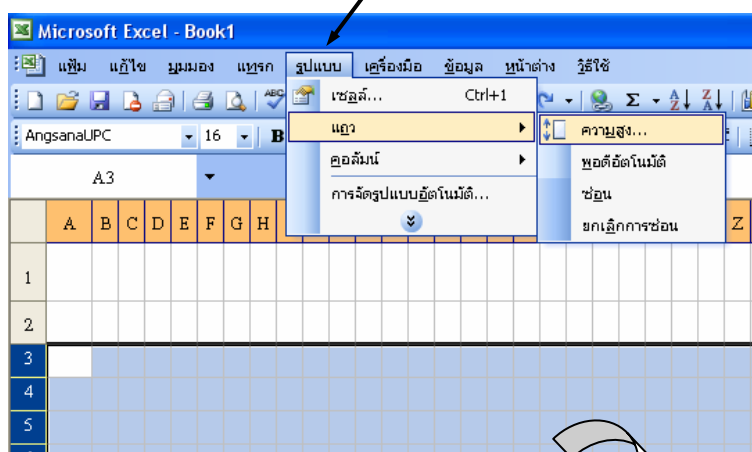 Microsoft Excel - Book1
แฟ้ม แก้ไข มุมมอง แทรก รูปแบบ เครื่องมือ ข้อมูล หน้าต่าง วิธีใช้
เซลล์... Ctrl+1
AngsanaUPC 16 B แถว ความสูง...
คอลัมน์ พอดีอัตโนมัติ
A3 การจัดรูปแบบอัตโนมัติ... ซ่อน
ยกเลิกการซ่อน
A B C D E F G H Z
1
2
3
4
5